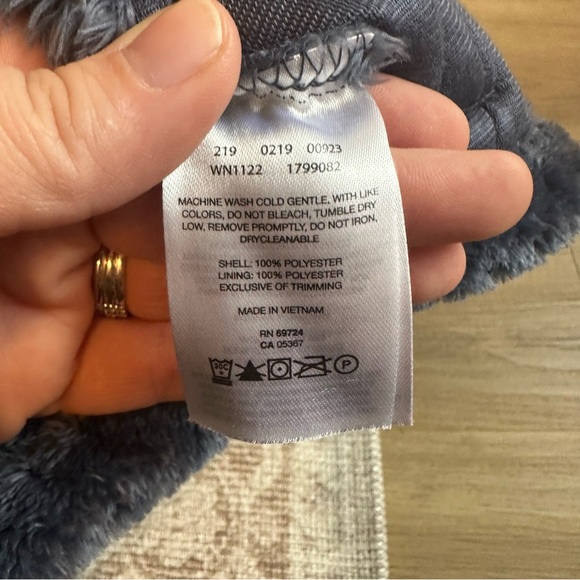 219 0219 00923
WN1122 1799082
MACHINE WASH COLD GENTLE, WITH LIKE
COLORS, DO NOT BLEACH, TUMBLE DRY
LOW, REMOVE PROMPTLY, DO NOT IRON,
DRYCLEANABLE
SHELL: 100% POLYESTER
LINING: 100% POLYESTER
EXCLUSIVE OF TRIMMING
MADE IN VIETNAM
RN 69724
CA 05367
30C P